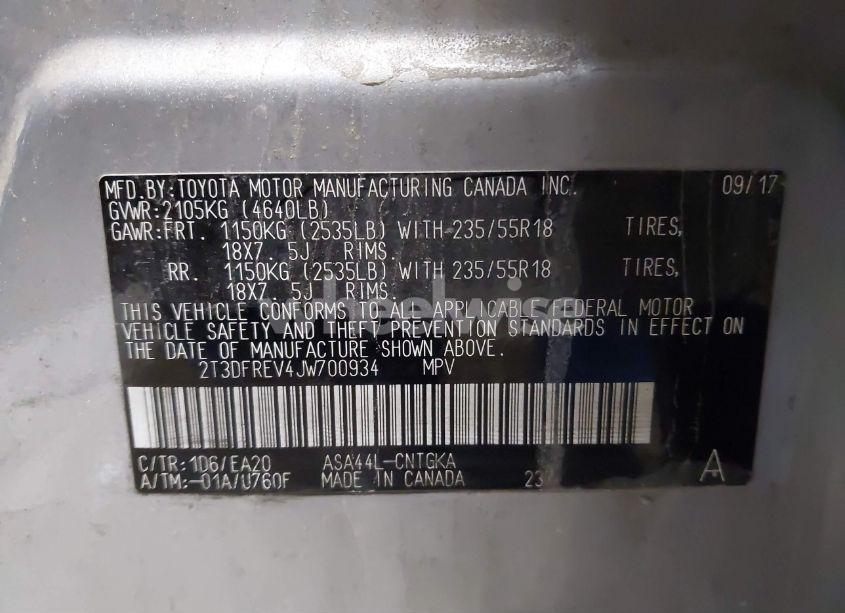 MFD.BY:TOYOTA MOTOR MANUFACTURING CANADA INC. 09/17
GVWR:2105KG (4640LB)
GAWR:FRT. 1150KG (2535LB) WITH 235/55R18 TIRES,
18X7. 5J RIMS.
RR. 1150KG (2535LB) WITH 235/55R18 TIRES,
18X7. 5J RIMS.
THIS VEHICLE CONFORMS TO ALL APPLICABLE FEDERAL MOTOR
VEHICLE SAFETY AND THEFT PREVENTION STANDARDS IN EFFECT ON
THE DATE OF MANUFACTURE SHOWN ABOVE.
2T3DFREV4JW700934 MPV
C/TR:1D6/EA20 ASA44L-CNTGKA
A/TM:-01A/U760F MADE IN CANADA 23 A